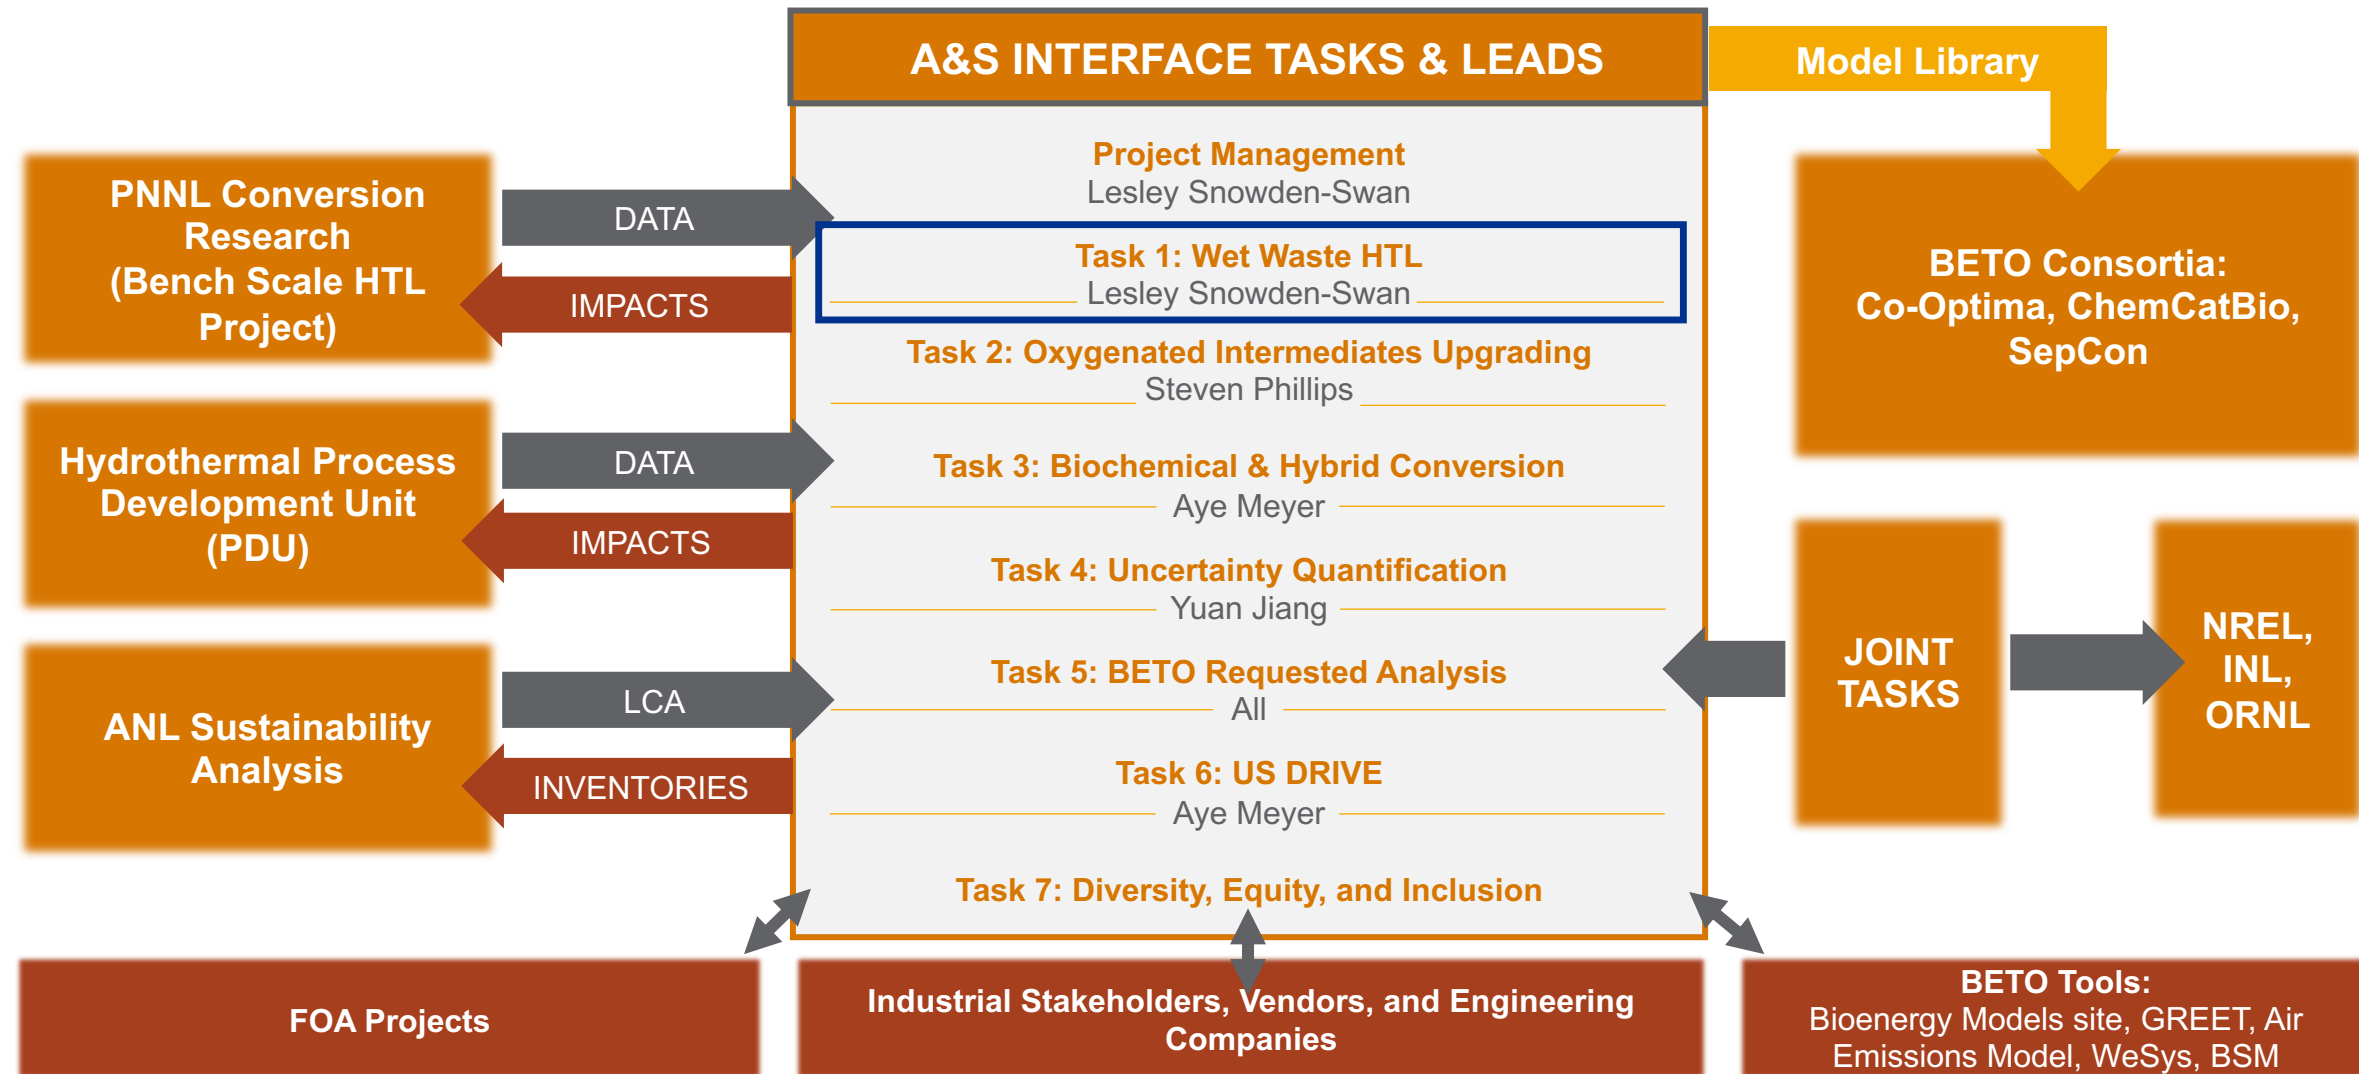 A&S INTERFACE TASKS & LEADS
Model Library
PNNL Conversion
Research
(Bench Scale HTL
Project)
DATA
IMPACTS
Hydrothermal Process
Development Unit
(PDU)
DATA
IMPACTS
ANL Sustainability
Analysis
LCA
INVENTORIES
Project Management
Lesley Snowden-Swan
Task 1: Wet Waste HTL
Lesley Snowden-Swan
Task 2: Oxygenated Intermediates Upgrading
Steven Phillips
Task 3: Biochemical & Hybrid Conversion
Aye Meyer
Task 4: Uncertainty Quantification
Yuan Jiang
Task 5: BETO Requested Analysis
All
Task 6: US DRIVE
Aye Meyer
Task 7: Diversity, Equity, and Inclusion
BETO Consortia:
Co-Optima, ChemCatBio,
SepCon
JOINT
TASKS
NREL,
INL,
ORNL
FOA Projects
Industrial Stakeholders, Vendors, and Engineering
Companies
BETO Tools:
Bioenergy Models site, GREET, Air
Emissions Model, WeSys, BSM